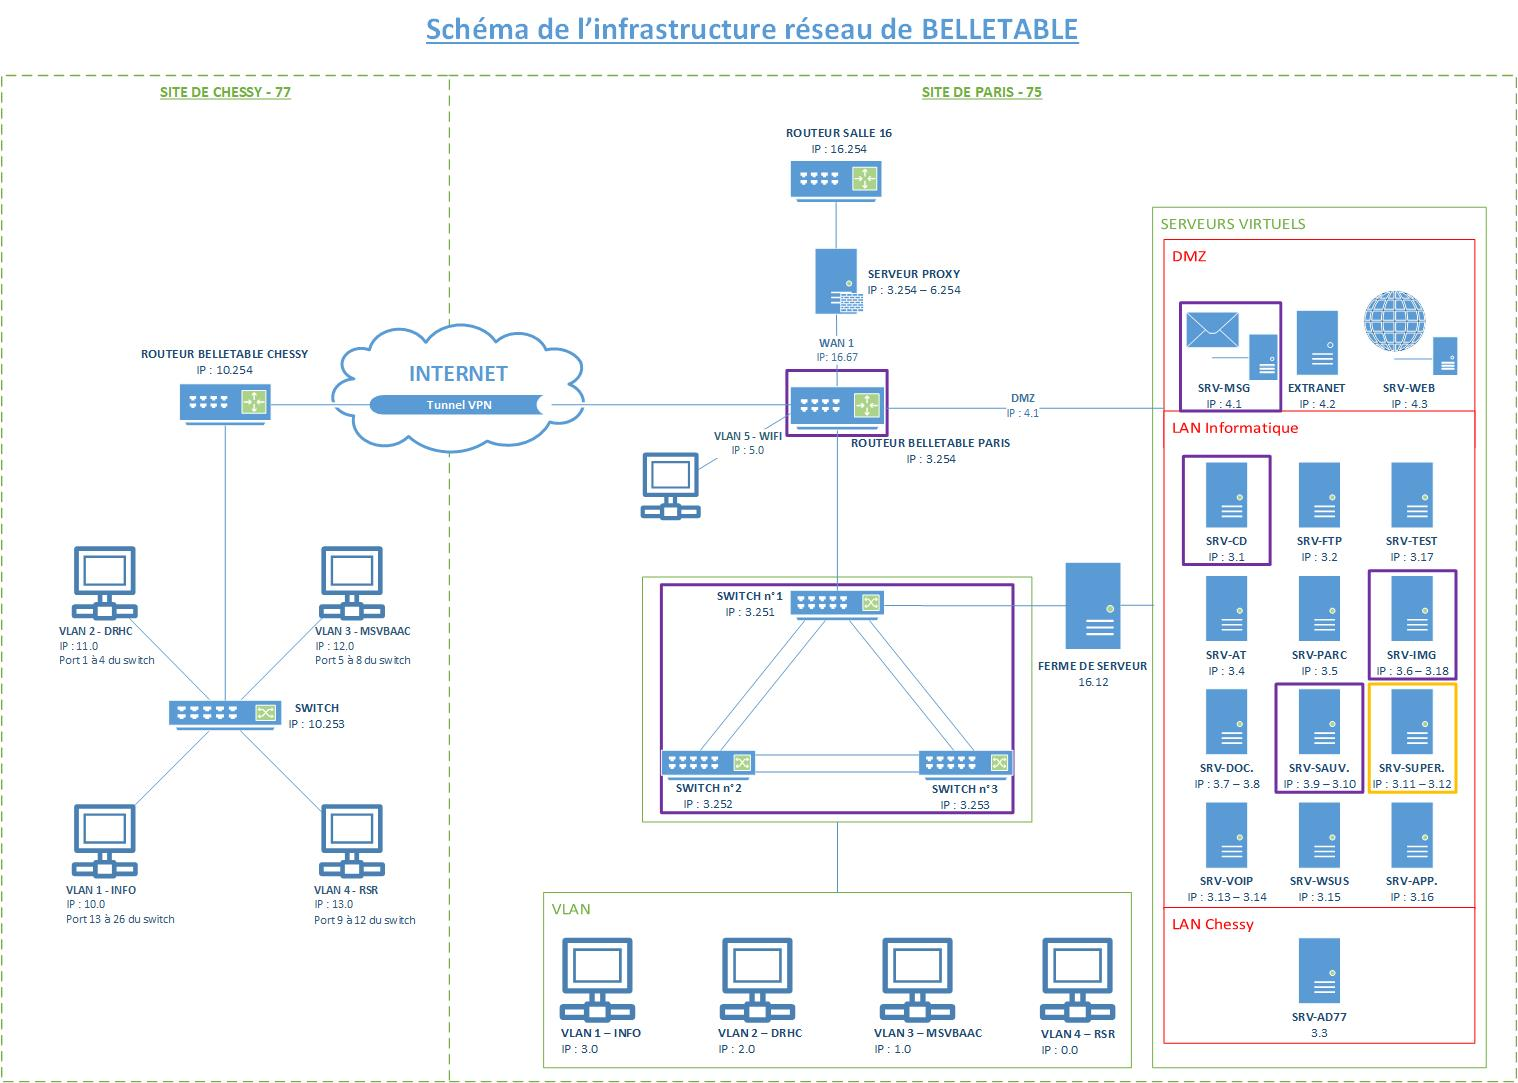 Schéma de l’infrastructure réseau de BELLETABLE
SITE DE CHESSY - 77
SITE DE PARIS - 75
ROUTEUR SALLE 16
IP : 16.254
SERVEUR PROXY
IP : 3.254 – 6.254
WAN 1
IP: 16.67
ROUTEUR BELLETABLE CHESSY
IP : 10.254
INTERNET
Tunnel VPN
DMZ
IP : 4.1
VLAN 5 - WIFI
IP : 5.0
ROUTEUR BELLETABLE PARIS
IP : 3.254
VLAN 2 - DRHC
IP : 11.0
Port 1 à 4 du switch
VLAN 3 - MSVBAAC
IP : 12.0
Port 5 à 8 du switch
SWITCH
IP : 10.253
VLAN 1 - INFO
IP : 10.0
Port 13 à 26 du switch
VLAN 4 - RSR
IP : 13.0
Port 9 à 12 du switch
SWITCH n°1
IP : 3.251
SWITCH n°2
IP : 3.252
SWITCH n°3
IP : 3.253
FERME DE SERVEUR
16.12
VLAN
VLAN 1 – INFO
IP : 3.0
VLAN 2 – DRHC
IP : 2.0
VLAN 3 – MSVBAAC
IP : 1.0
VLAN 4 – RSR
IP : 0.0
SERVEURS VIRTUELS
DMZ
SRV-MSG
IP : 4.1
EXTRANET
IP : 4.2
SRV-WEB
IP : 4.3
LAN Informatique
SRV-CD
IP : 3.1
SRV-FTP
IP : 3.2
SRV-TEST
IP : 3.17
SRV-AT
IP : 3.4
SRV-PARC
IP : 3.5
SRV-IMG
IP : 3.6 – 3.18
SRV-DOC.
IP : 3.7 – 3.8
SRV-SAUV.
IP : 3.9 – 3.10
SRV-SUPER.
IP : 3.11 – 3.12
SRV-VOIP
IP : 3.13 – 3.14
SRV-WSUS
IP : 3.15
SRV-APP.
IP : 3.16
LAN Chessy
SRV-AD77
3.3